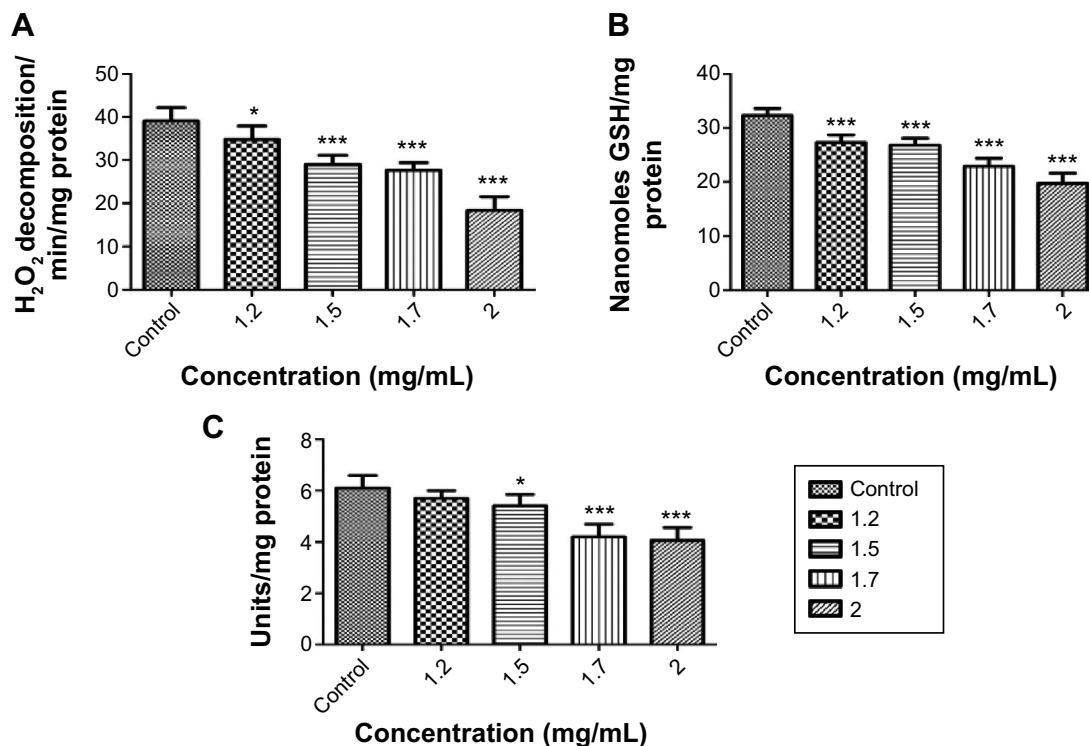 A
H₂O₂ decomposition/
min/mg protein
50
40
30
20
10
0
*
***
***
***
Control
1.2
1.5
1.7
2
Concentration (mg/mL)
B
Nanomoles GSH/mg
protein
40
30
20
10
0
***
***
***
***
Control
1.2
1.5
1.7
2
Concentration (mg/mL)
C
Units/mg protein
8
6
4
2
0
*
***
***
Control
1.2
1.5
1.7
2
Concentration (mg/mL)
Control
1.2
1.5
1.7
2